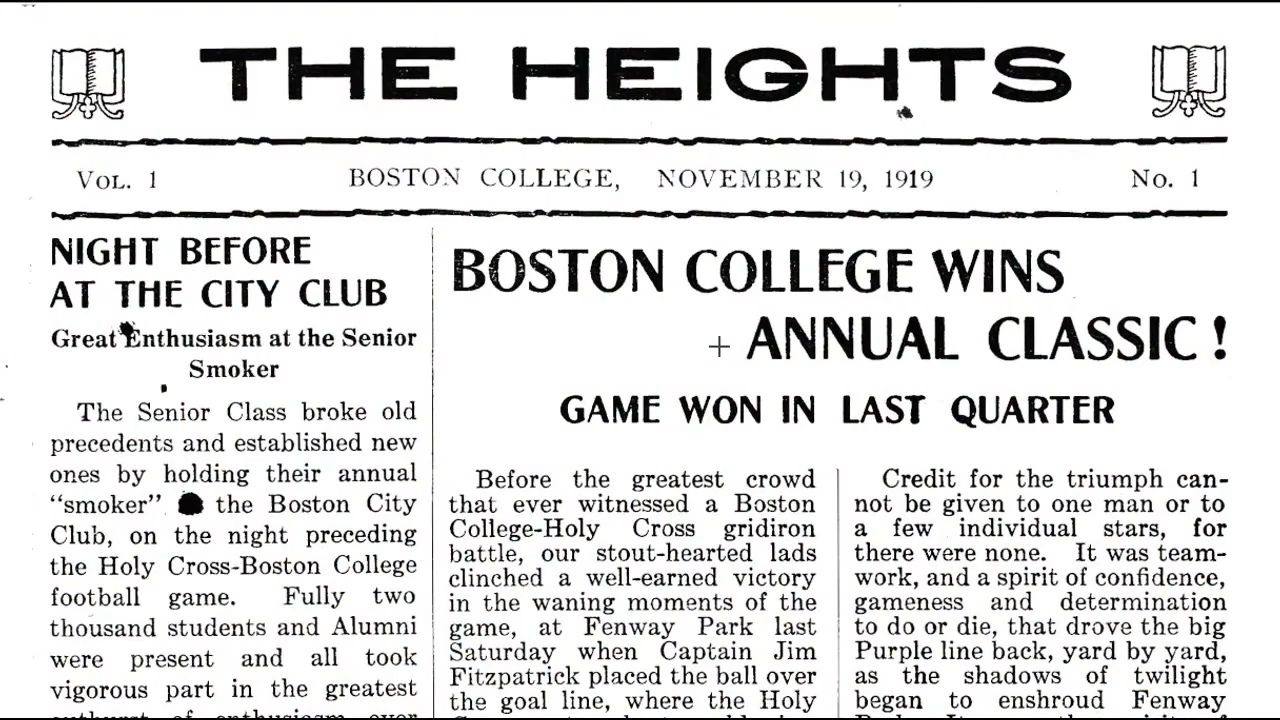 THE HEIGHTS
VOL. 1 BOSTON COLLEGE, NOVEMBER 19, 1919 No. 1
NIGHT BEFORE
AT THE CITY CLUB
Great Enthusiasm at the Senior
Smoker
The Senior Class broke old
precedents and established new
ones by holding their annual
“smoker” the Boston City
Club, on the night preceding
the Holy Cross-Boston College
football game. Fully two
thousand students and Alumni
were present and all took
vigorous part in the greatest
BOSTON COLLEGE WINS
+ ANNUAL CLASSIC!
GAME WON IN LAST QUARTER
Before the greatest crowd
that ever witnessed a Boston
College-Holy Cross gridiron
battle, our stout-hearted lads
clinched a well-earned victory
in the waning moments of the
game, at Fenway Park last
Saturday when Captain Jim
Fitzpatrick placed the ball over
the goal line, where the Holy
Credit for the triumph can-
not be given to one man or to
a few individual stars, for
there were none. It was team-
work, and a spirit of confidence,
gameness and determination
to do or die, that drove the big
Purple line back, yard by yard,
as the shadows of twilight
began to enshroud Fenway